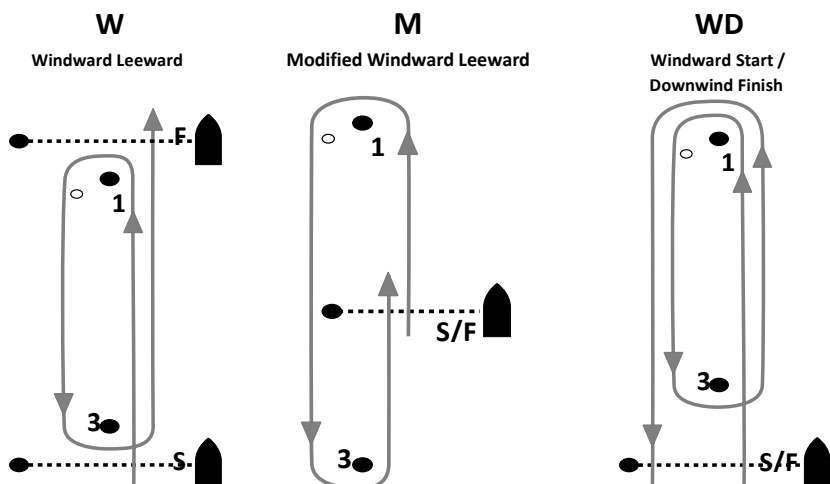 W
Windward Leeward
F
1
3
S
M
Modified Windward Leeward
1
S/F
3
WD
Windward Start /
Downwind Finish
1
3
S/F